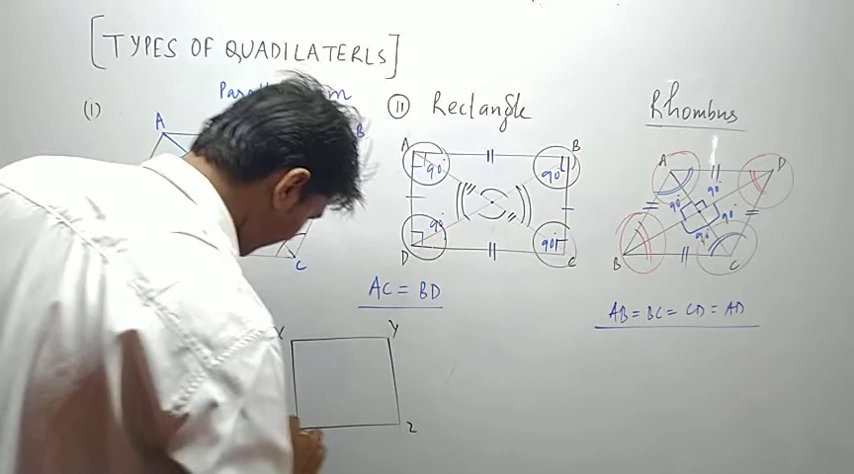 [TYPES OF QUADILATERLS]
(I)
A
B
C
(II) Rectangle
A
B
90°
90°
90°
90°
D
C
AC = BD
Rhombus
A
D
90°
90°
90°
90°
B
C
AB = BC = CD = AD
X
Y
Z